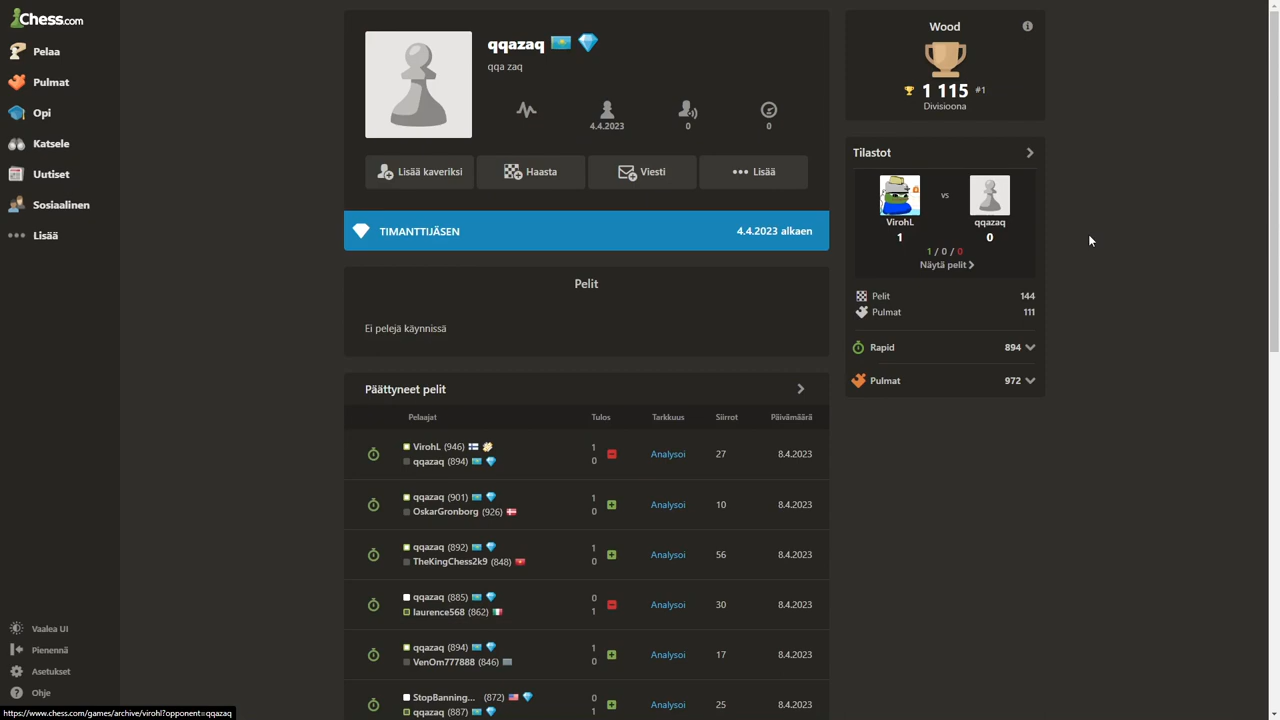 Chess.com
Pelaa
Pulmat
Opi
Katsele
Uutiset
Sosiaalinen
Lisää
Vaalea UI
Pienennä
Asetukset
Ohje
https://www.chess.com/games/archive/virohl?opponent=qqazaq
qqazaq
qqa zaq
4.4.2023
0
0
Lisää kaveriksi
Haasta
Viesti
Lisää
TIMANTTIJÄSEN
4.4.2023 alkaen
Pelit
Ei pelejä käynnissä
Päättyneet pelit
Pelaajat Tulos Tarkkuus Siirrot Päivämäärä
VirohL (946) 1
qqazaq (894) 0
Analysoi 27 8.4.2023
qqazaq (901) 1
OskarGronborg (926) 0
Analysoi 10 8.4.2023
qqazaq (892) 1
TheKingChess2k9 (848) 0
Analysoi 56 8.4.2023
qqazaq (885) 0
laurence568 (862) 1
Analysoi 30 8.4.2023
qqazaq (894) 1
VenOm777888 (846) 0
Analysoi 17 8.4.2023
StopBanning... (872) 0
qqazaq (887) 1
Analysoi 25 8.4.2023
Wood
1 115 #1
Divisioona
Tilastot
vs
VirohL
qqazaq
1
0
1 / 0 / 0
Näytä pelit
Pelit 144
Pulmat 111
Rapid 894
Pulmat 972